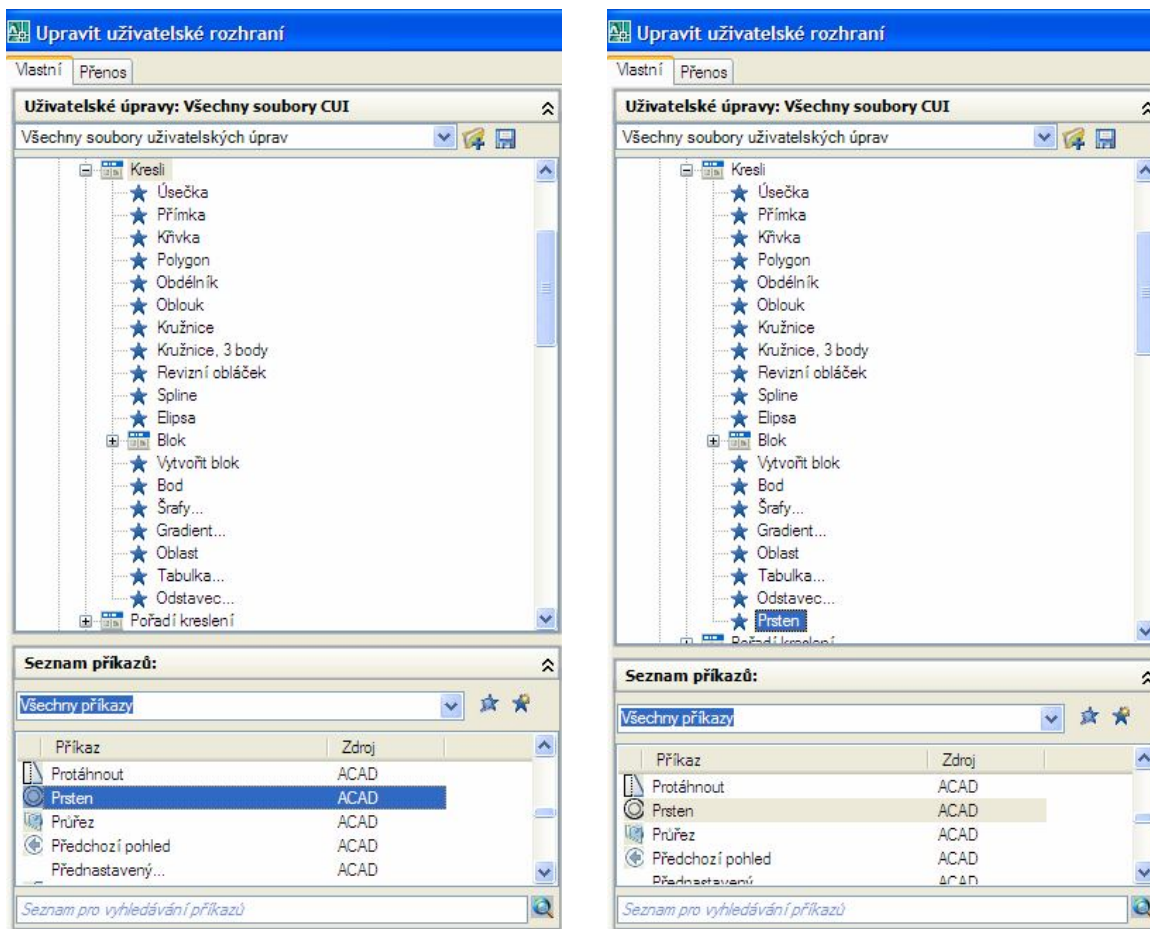 Upravit uživatelské rozhraní
Vlastní Přenos
Uživatelské úpravy: Všechny soubory CUI
Všechny soubory uživatelských úprav
Kresli
Úsečka
Přímka
Křivka
Polygon
Obdélník
Oblouk
Kružnice
Kružnice, 3 body
Revizní obláček
Spline
Elipsa
Blok
Vytvořit blok
Bod
Šrafy...
Gradient...
Oblast
Tabulka...
Odstavec...
Pořadí kreslení
Seznam příkazů:
Všechny příkazy
Příkaz Zdroj
Protáhnout ACAD
Prsten ACAD
Průřez ACAD
Předchozí pohled ACAD
Přednastavený... ACAD
Seznam pro vyhledávání příkazů
Upravit uživatelské rozhraní
Vlastní Přenos
Uživatelské úpravy: Všechny soubory CUI
Všechny soubory uživatelských úprav
Kresli
Úsečka
Přímka
Křivka
Polygon
Obdélník
Oblouk
Kružnice
Kružnice, 3 body
Revizní obláček
Spline
Elipsa
Blok
Vytvořit blok
Bod
Šrafy...
Gradient...
Oblast
Tabulka...
Odstavec...
Prsten
Pořadí kreslení
Seznam příkazů:
Všechny příkazy
Příkaz Zdroj
Protáhnout ACAD
Prsten ACAD
Průřez ACAD
Předchozí pohled ACAD
Přednastavený ACAD
Seznam pro vyhledávání příkazů